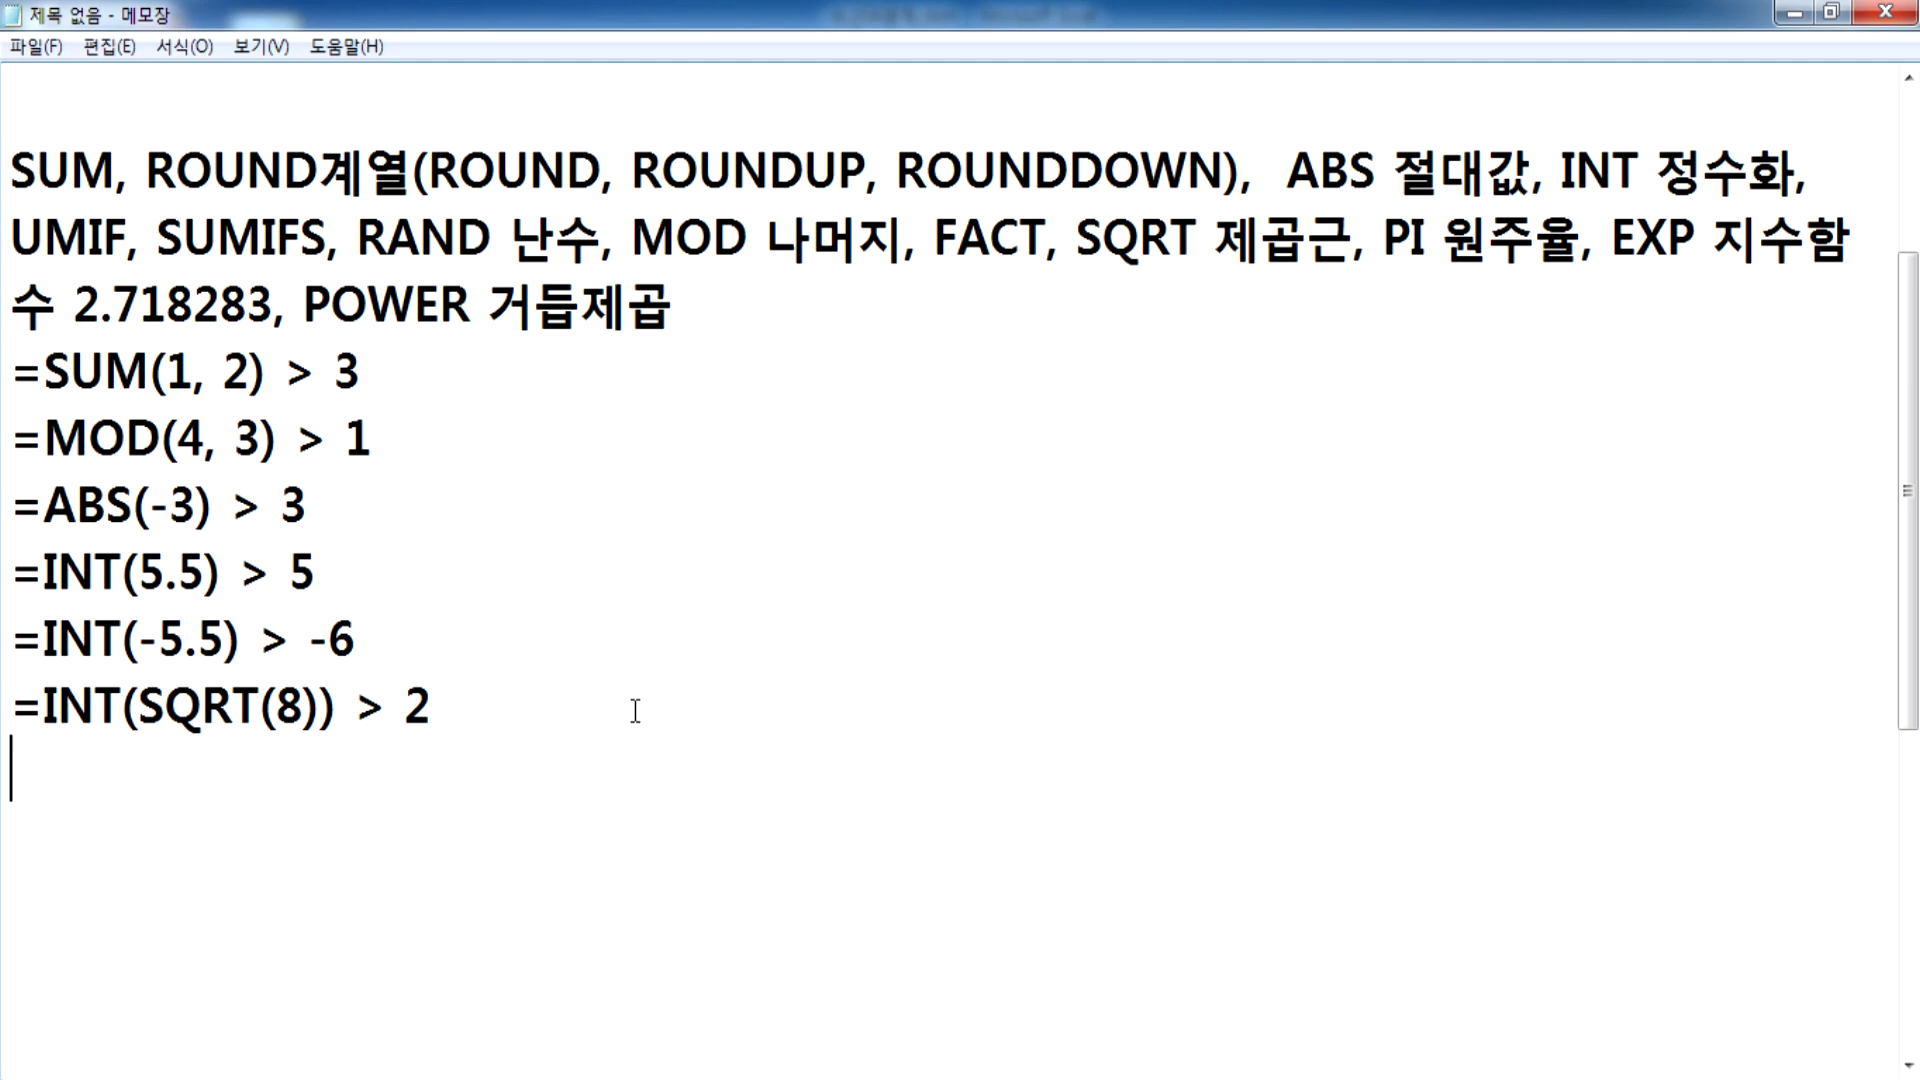 제목 없음 - 메모장
파일(F) 편집(E) 서식(O) 보기(V) 도움말(H)
SUM, ROUND계열(ROUND, ROUNDUP, ROUNDDOWN), ABS 절대값, INT 정수화,
UMIF, SUMIFS, RAND 난수, MOD 나머지, FACT, SQRT 제곱근, PI 원주율, EXP 지수함
수 2.718283, POWER 거듭제곱
=SUM(1, 2) > 3
=MOD(4, 3) > 1
=ABS(-3) > 3
=INT(5.5) > 5
=INT(-5.5) > -6
=INT(SQRT(8)) > 2